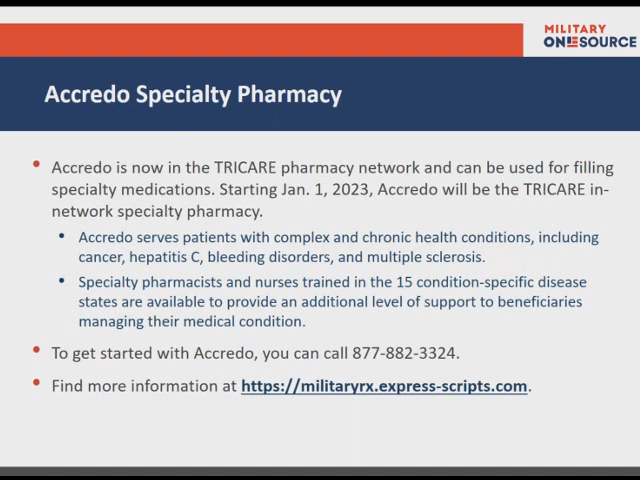 MILITARY
ONESOURCE
Accredo Specialty Pharmacy
• Accredo is now in the TRICARE pharmacy network and can be used for filling
specialty medications. Starting Jan. 1, 2023, Accredo will be the TRICARE in-
network specialty pharmacy.
• Accredo serves patients with complex and chronic health conditions, including
cancer, hepatitis C, bleeding disorders, and multiple sclerosis.
• Specialty pharmacists and nurses trained in the 15 condition-specific disease
states are available to provide an additional level of support to beneficiaries
managing their medical condition.
• To get started with Accredo, you can call 877-882-3324.
• Find more information at https://militaryrx.express-scripts.com.